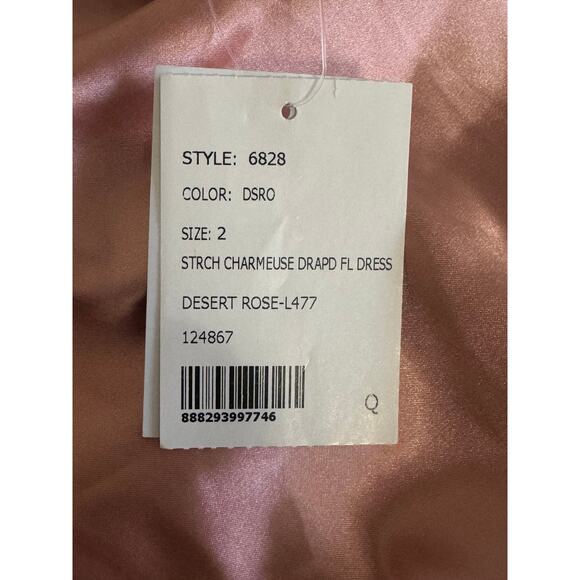 STYLE: 6828
COLOR: DSRO
SIZE: 2
STRCH CHARMEUSE DRAPD FL DRESS
DESERT ROSE-L477
124867
888293997746
Q